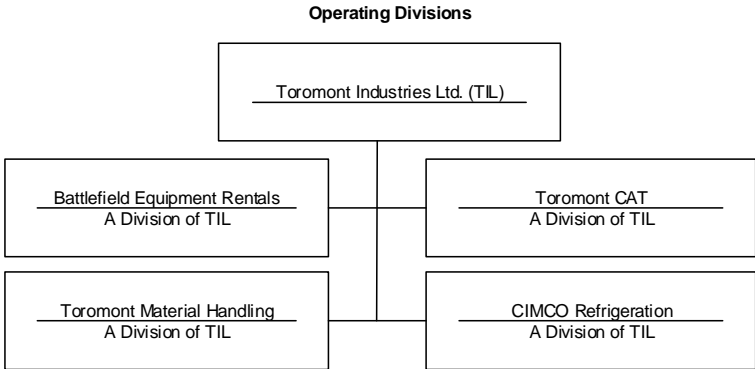 Operating Divisions
Toromont Industries Ltd. (TIL)
Battlefield Equipment Rentals
A Division of TIL
Toromont CAT
A Division of TIL
Toromont Material Handling
A Division of TIL
CIMCO Refrigeration
A Division of TIL